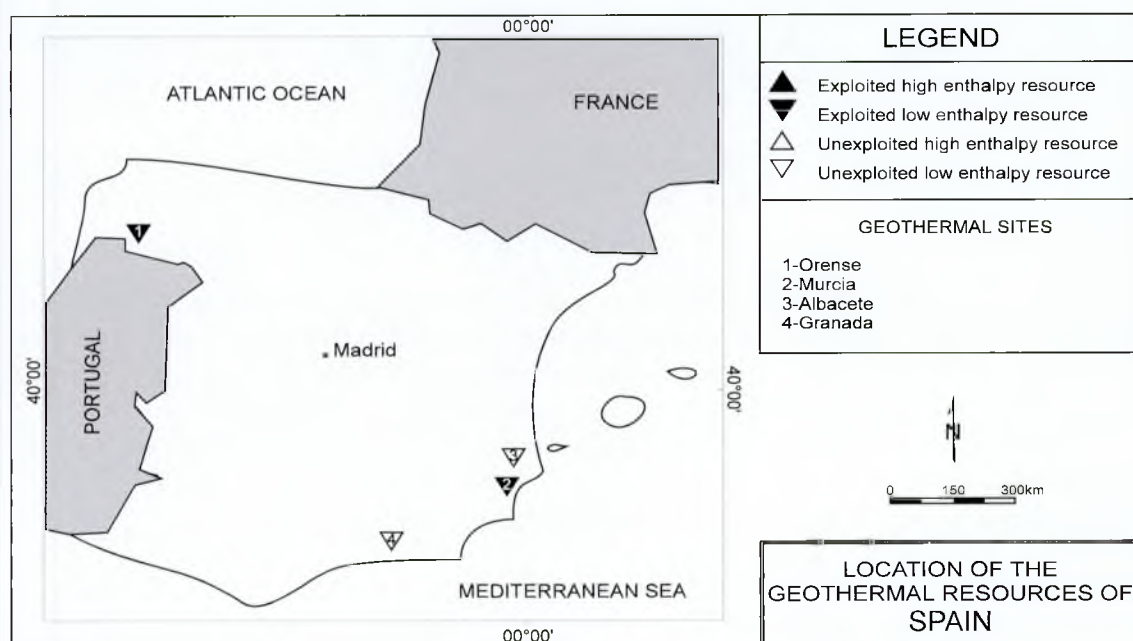 00°00'
ATLANTIC OCEAN
FRANCE
1
PORTUGAL
Madrid
40°00'
40°00'
3
2
4
MEDITERRANEAN SEA
00°00'
LEGEND
Exploited high enthalpy resource
Exploited low enthalpy resource
Unexploited high enthalpy resource
Unexploited low enthalpy resource
GEOTHERMAL SITES
1-Orense
2-Murcia
3-Albacete
4-Granada
N
0 150 300km
LOCATION OF THE
GEOTHERMAL RESOURCES OF
SPAIN